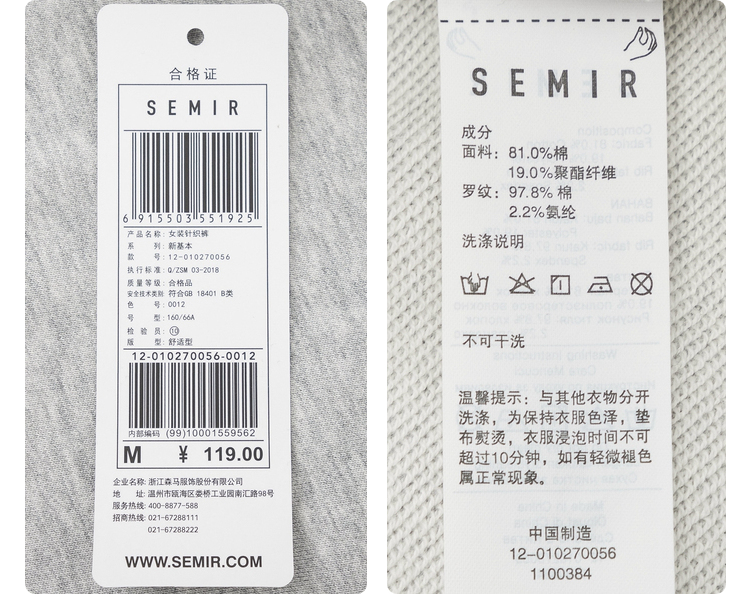 合格证
SEMIR
6 915503 551925
产品名称: 女装针织裤
系 列: 新基本
款 号: 12-010270056
执行标准: Q/ZSM 03-2018
质量等级: 合格品
安全技术类别: 符合GB 18401 B类
色 号: 0012
号 型: 160/66A
检 验 员: ⑩
版 型: 舒适型
12-010270056-0012
内部编码 (99)10001559562
M ¥ 119.00
企业名称: 浙江森马服饰股份有限公司
地 址: 温州市瓯海区娄桥工业园南汇路98号
服务热线: 400-8877-588
招商热线: 021-67288111
021-67288222
WWW.SEMIR.COM
SEMIR
成分
面料: 81.0%棉
19.0%聚酯纤维
罗纹: 97.8% 棉
2.2%氨纶
洗涤说明
不可干洗
温馨提示: 与其他衣物分开
洗涤, 为保持衣服色泽, 垫
布熨烫, 衣服浸泡时间不可
超过10分钟, 如有轻微褪色
属正常现象。
中国制造
12-010270056
1100384